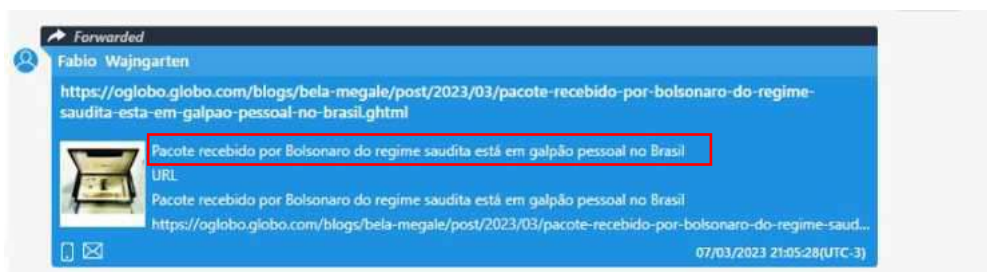 Forwarded
Fabio Wajngarten
https://oglobo.globo.com/blogs/bela-megale/post/2023/03/pacote-recebido-por-bolsonaro-do-regime-
saudita-esta-em-galpao-pessoal-no-brasil.ghtml
Pacote recebido por Bolsonaro do regime saudita está em galpão pessoal no Brasil
URL
Pacote recebido por Bolsonaro do regime saudita está em galpão pessoal no Brasil
https://oglobo.globo.com/blogs/bela-megale/post/2023/03/pacote-recebido-por-bolsonaro-do-regime-saud...
07/03/2023 21:05:28(UTC-3)